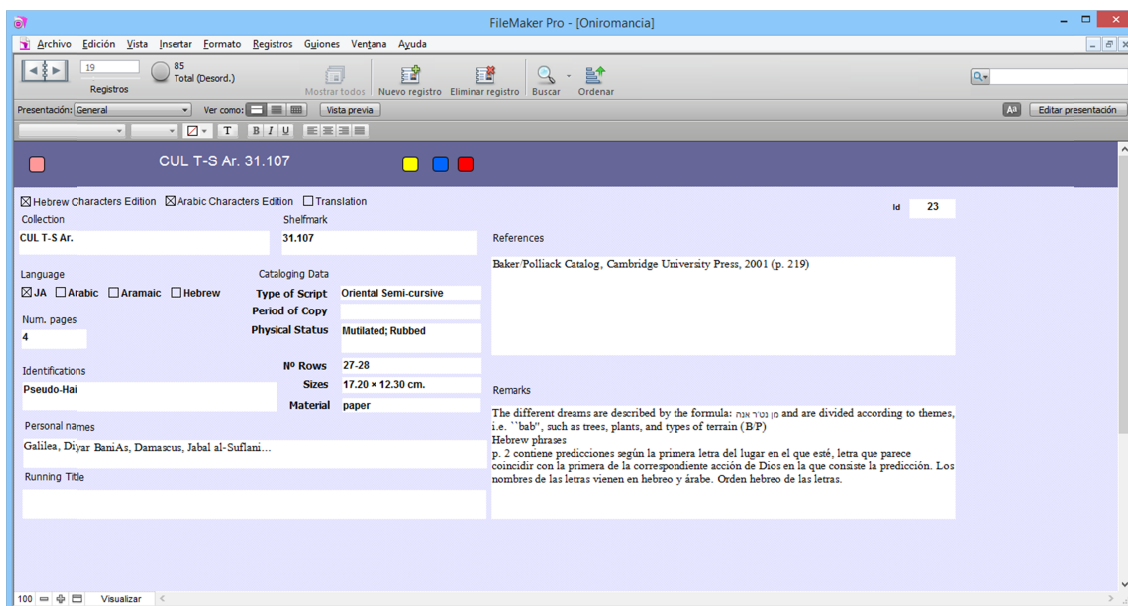 FileMaker Pro - [Oniromancia]
Archivo Edición Vista Insertar Formato Registros Guiones Ventana Ayuda
19
85
Total (Desord.)
Registros
Mostrar todos Nuevo registro Eliminar registro Buscar Ordenar
Presentación: General Ver como: Vista previa Aa Editar presentación
T B I U
CUL T-S Ar. 31.107
Hebrew Characters Edition Arabic Characters Edition Translation
Id 23
Collection Shelfmark
CUL T-S Ar. 31.107
References
Baker/Polliack Catalog, Cambridge University Press, 2001 (p. 219)
Language
JA Arabic Aramaic Hebrew
Num. pages
4
Cataloging Data
Type of Script Oriental Semi-cursive
Period of Copy
Physical Status Mutilated; Rubbed
Nº Rows 27-28
Sizes 17.20 × 12.30 cm.
Material paper
Identifications
Pseudo-Hai
Personal names
Galilea, Diyar BaniAs, Damascus, Jabal al-Suflani...
Running Title
Remarks
The different dreams are described by the formula: מן נט'ר אנה and are divided according to themes,
i.e. ``bab'', such as trees, plants, and types of terrain (B/P)
Hebrew phrases
p. 2 contiene predicciones según la primera letra del lugar en el que esté, letra que parece
coincidir con la primera de la correspondiente acción de Dios en la que consiste la predicción. Los
nombres de las letras vienen en hebreo y árabe. Orden hebreo de las letras.
100 Visualizar